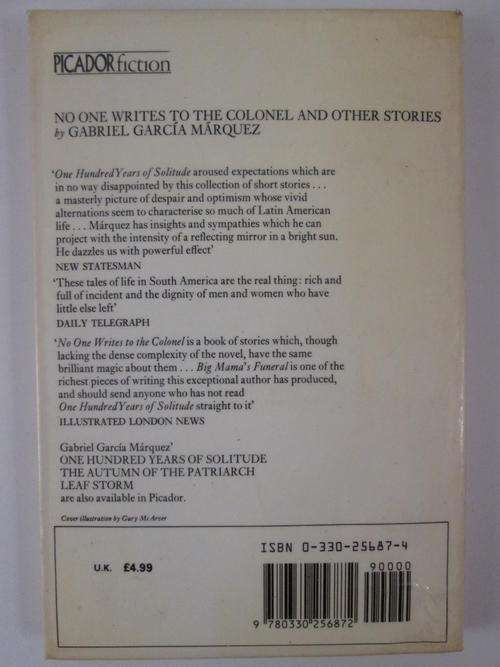 PICADOR fiction
NO ONE WRITES TO THE COLONEL AND OTHER STORIES
by GABRIEL GARCÍA MÁRQUEZ
'One Hundred Years of Solitude aroused expectations which are
in no way disappointed by this collection of short stories . . .
a masterly picture of despair and optimism whose vivid
alternations seem to characterise so much of Latin American
life . . . Márquez has insights and sympathies which he can
project with the intensity of a reflecting mirror in a bright sun.
He dazzles us with powerful effect'
NEW STATESMAN
'These tales of life in South America are the real thing: rich and
full of incident and the dignity of men and women who have
little else left'
DAILY TELEGRAPH
'No One Writes to the Colonel is a book of stories which, though
lacking the dense complexity of the novel, have the same
brilliant magic about them . . . Big Mama's Funeral is one of the
richest pieces of writing this exceptional author has produced,
and should send anyone who has not read
One Hundred Years of Solitude straight to it'
ILLUSTRATED LONDON NEWS
Gabriel García Márquez'
ONE HUNDRED YEARS OF SOLITUDE
THE AUTUMN OF THE PATRIARCH
LEAF STORM
are also available in Picador.
Cover illustration by Gary McArver
ISBN 0-330-25687-4
U.K. £4.99
90000
9 780330 256872